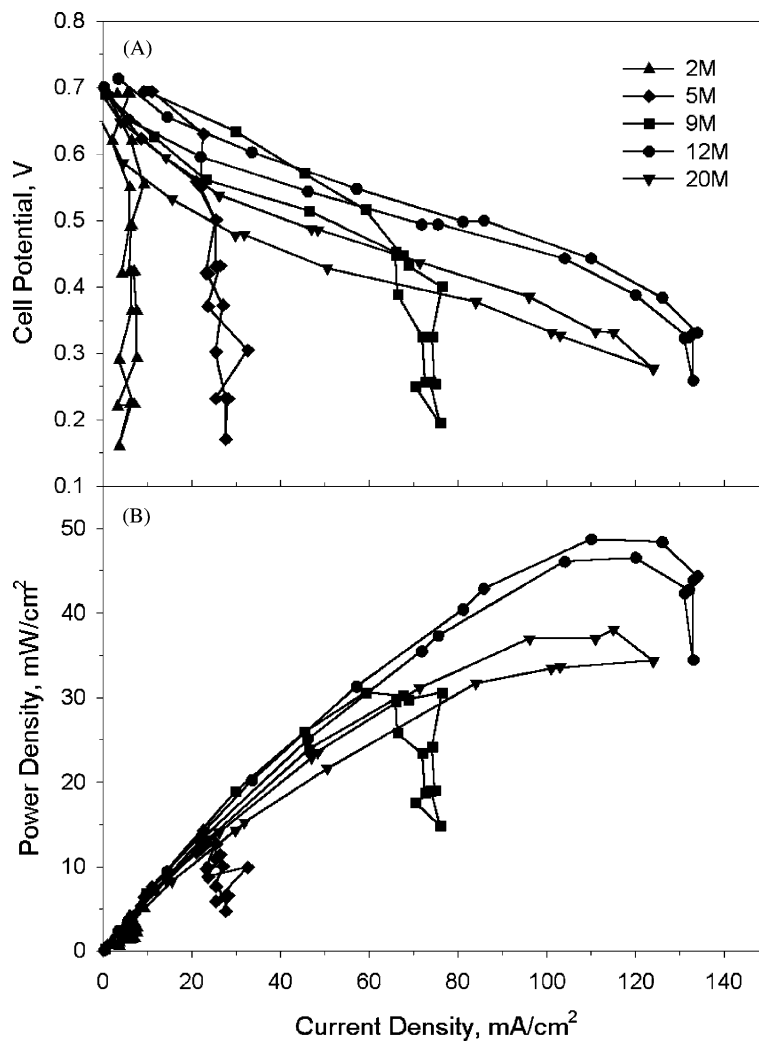 0.8
(A)
2M
0.7
5M
9M
0.6
12M
20M
0.5
Cell Potential, V
0.4
0.3
0.2
0.1
(B)
50
40
30
Power Density, mW/cm²
20
10
0
0 20 40 60 80 100 120 140
Current Density, mA/cm²